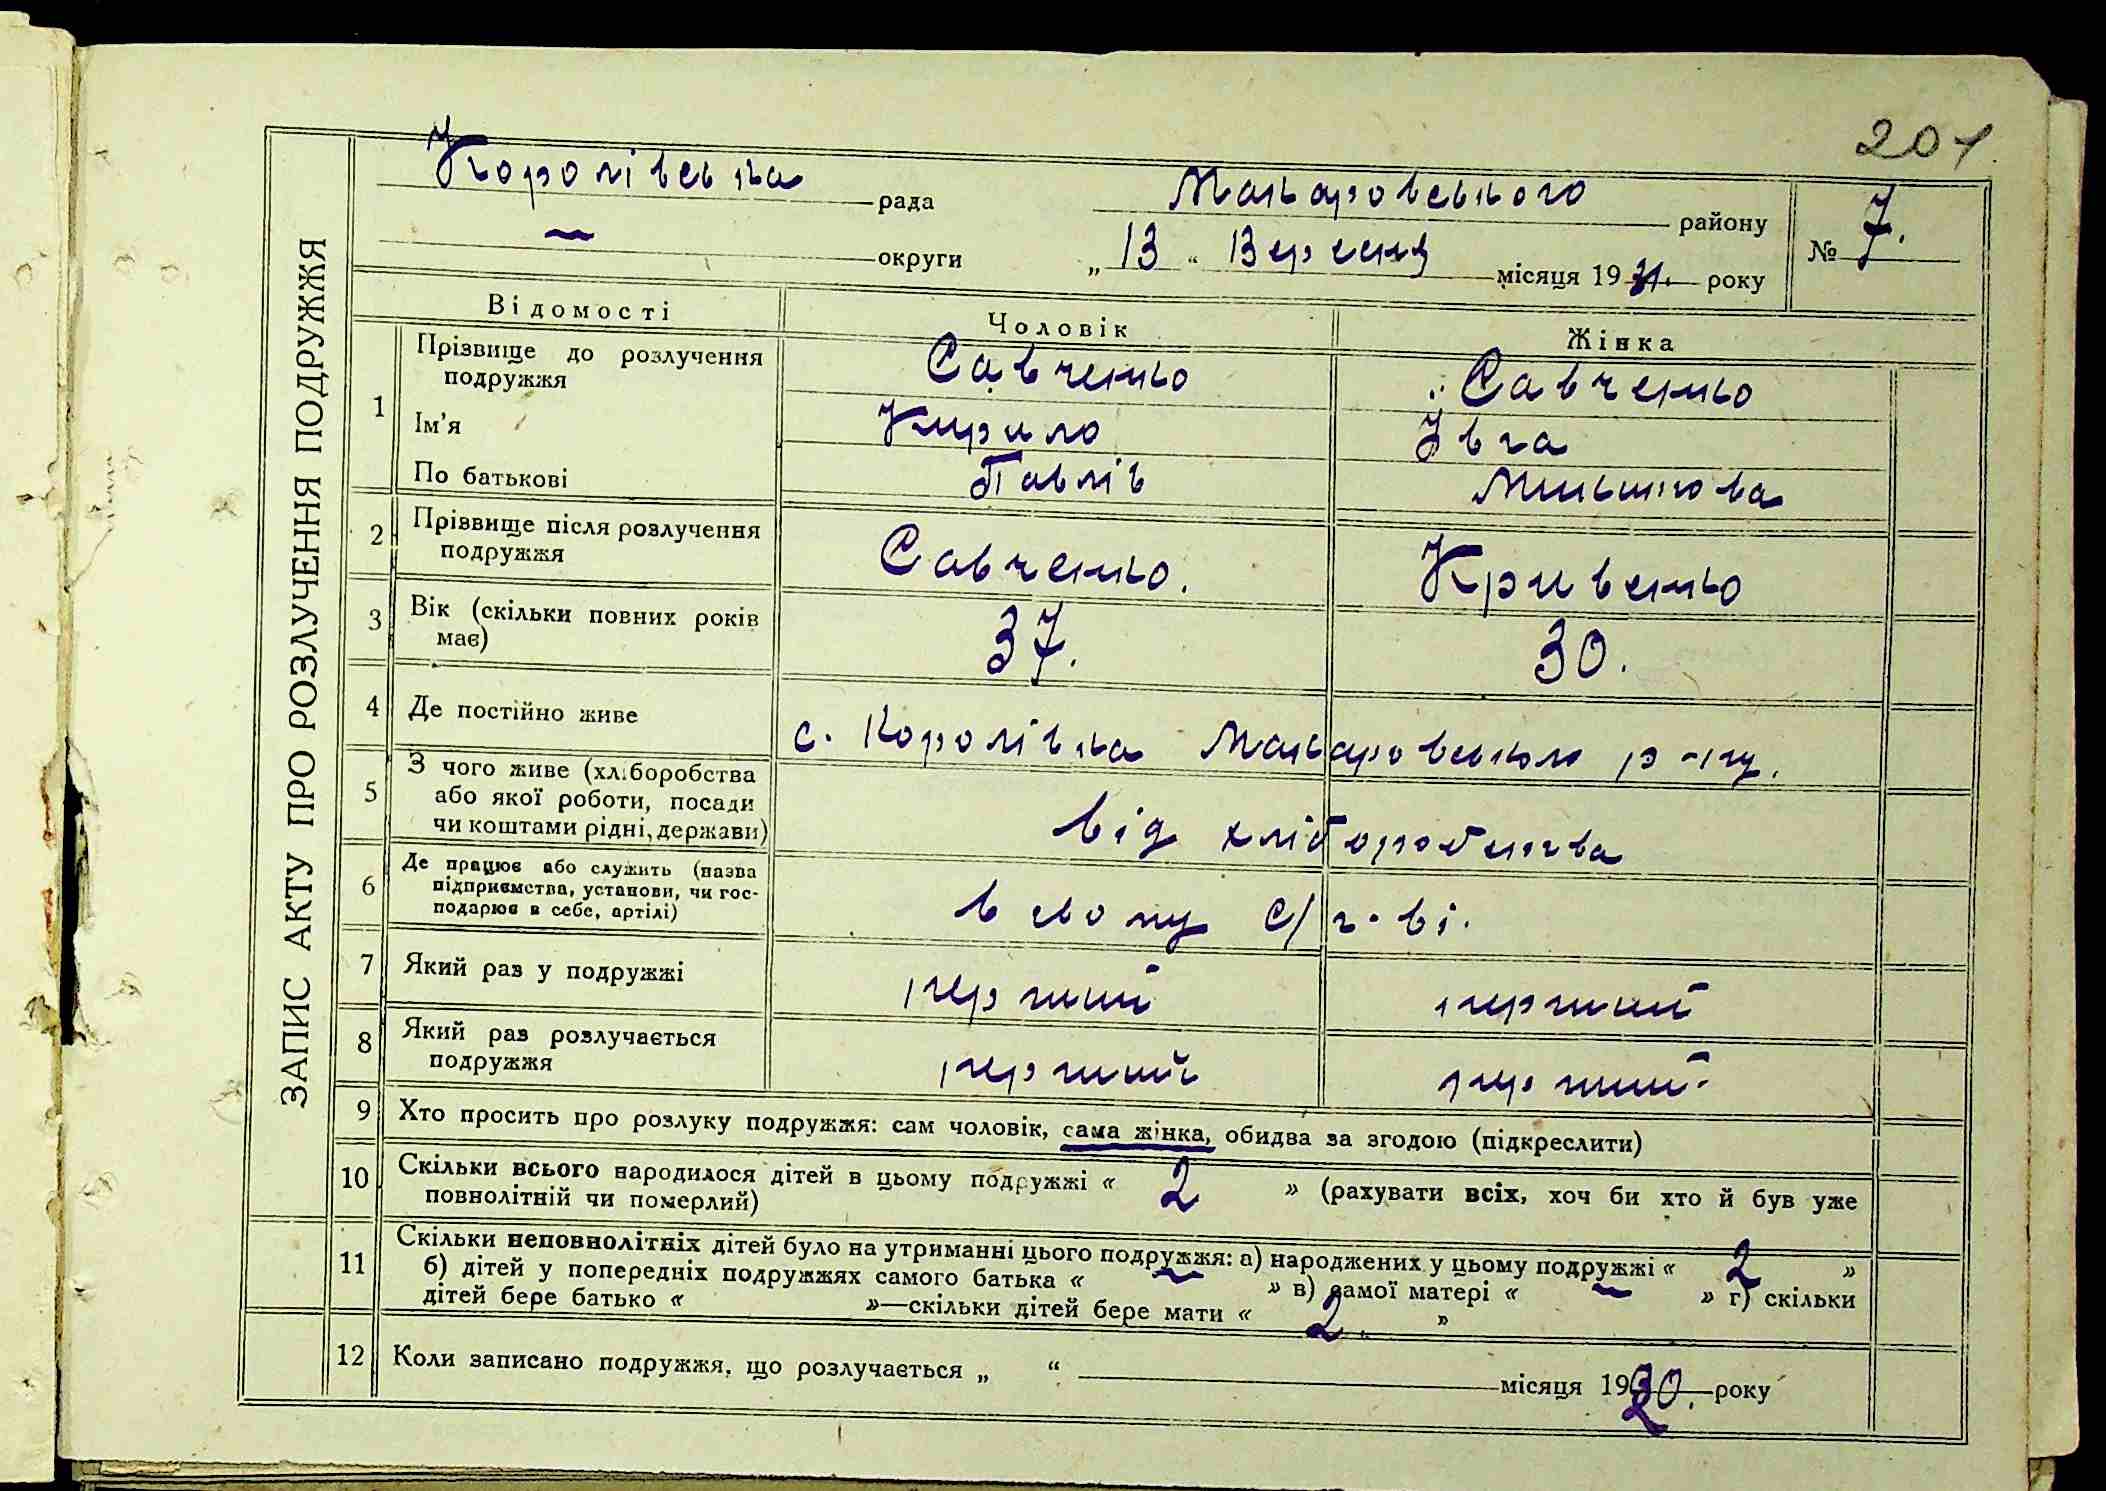 201
ЗАПИС АКТУ ПРО РОЗЛУЧЕННЯ ПОДРУЖЖЯ
Королівська рада Макаровського району № 7.
— округи „ 13 “ Вересня місяця 1931. року
Відомості Чоловік Жінка
1 Прізвище до розлучення подружжя Савченко Савченко
Ім'я Кирило Ївга
По батькові Павлів
2 Прізвище після розлучення подружжя Савченко. Кривенко
3 Вік (скільки повних років має) 37. 30.
4 Де постійно живе с. Королівка Макаровського р-ну.
5 З чого живе (хліборобства або якої роботи, посади чи коштами рідні, держави) від хліборобства
6 Де працює або служить (назва підприємства, установи, чи господарює в себе, артілі) в свому с/г-ві.
7 Який раз у подружжі перший перший
8 Який раз розлучається подружжя перший перший
9 Хто просить про розлуку подружжя: сам чоловік, сама жінка, обидва за згодою (підкреслити)
10 Скільки всього народилося дітей в цьому подружжі « 2 » (рахувати всіх, хоч би хто й був уже
повнолітній чи померлий)
11 Скільки неповнолітніх дітей було на утриманні цього подружжя: а) народжених у цьому подружжі « 2 »
б) дітей у попередніх подружжях самого батька « — » в) самої матері « — » г) скільки
дітей бере батько « »—скільки дітей бере мати « 2. »
12 Коли записано подружжя, що розлучається „ “ місяця 1920. року